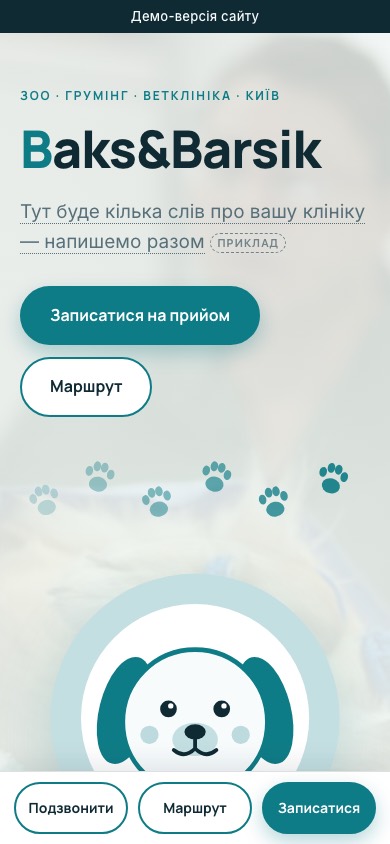 Демо-версія сайту
ЗОО · ГРУМІНГ · ВЕТКЛІНІКА · КИЇВ
Baks&Barsik
Тут буде кілька слів про вашу клініку
— напишемо разом ПРИКЛАД
Записатися на прийом
Маршрут
Подзвонити Маршрут Записатися